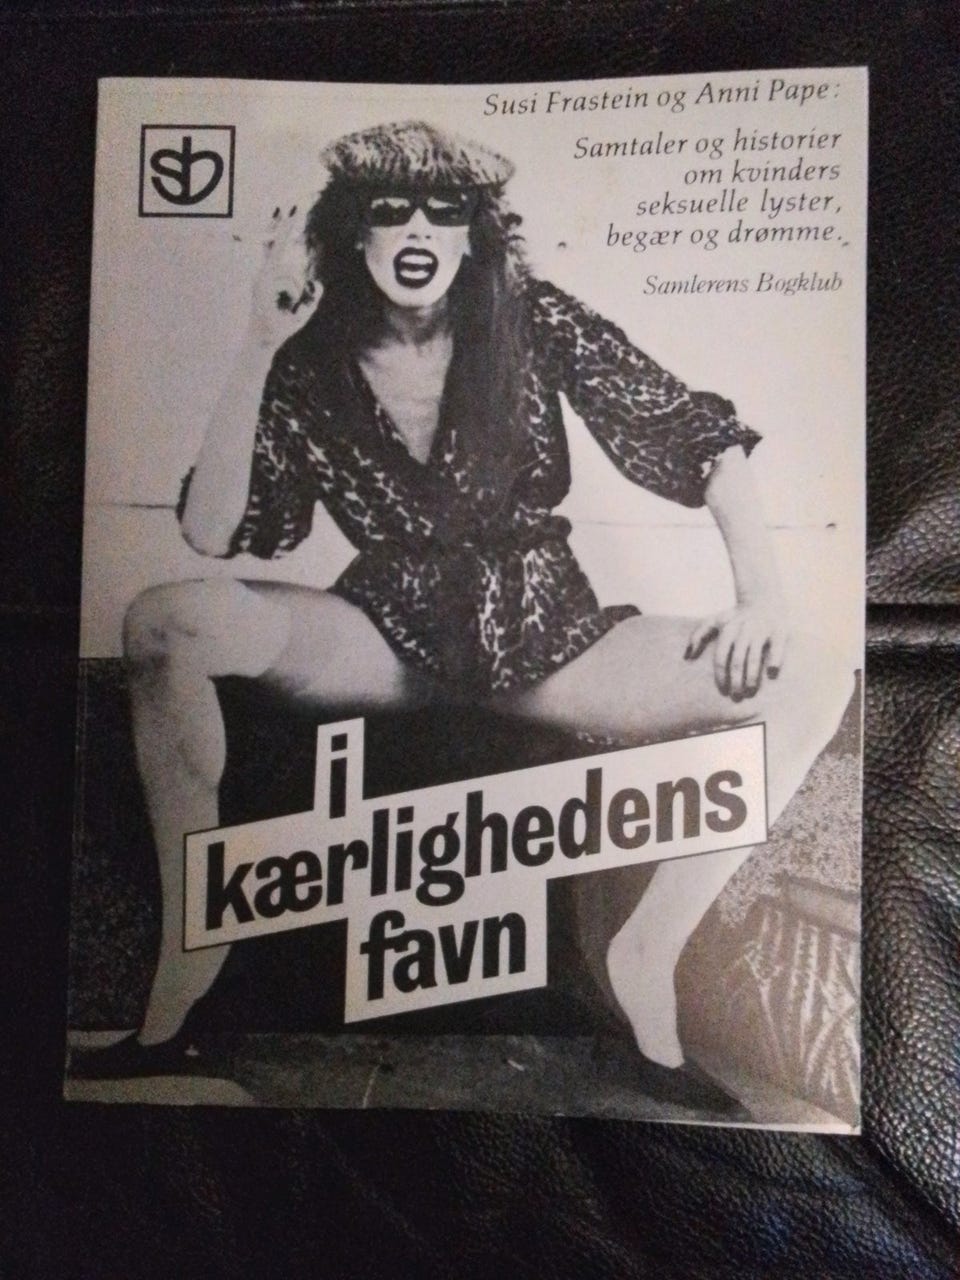 Susi Frastein og Anni Pape:
Samtaler og historier
om kvinders
seksuelle lyster,
begær og drømme.
Samlerens Bogklub
sb
i
kærlighedens
favn